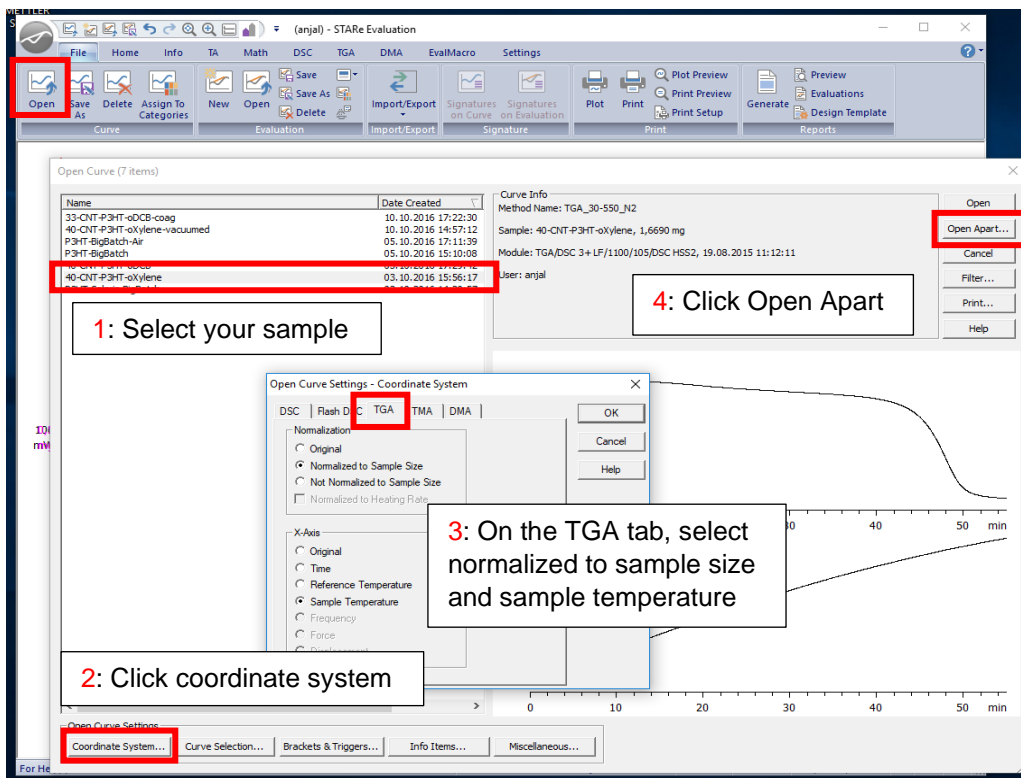 METTLER
S
(anjal) - STARe Evaluation
File Home Info TA Math DSC TGA DMA EvalMacro Settings
Open Save As Delete Assign To Categories
Curve
New Open Save Save As Delete
Evaluation
Import/Export
Import/Export
Signatures on Curve Signatures on Evaluation
Signature
Plot Print Plot Preview Print Preview Print Setup
Print
Generate Preview Evaluations Design Template
Reports
Open Curve (7 items)
Name Date Created
33-CNT-P3HT-oDCB-coag 10.10.2016 17:22:30
40-CNT-P3HT-oXylene-vacuumed 10.10.2016 14:57:12
P3HT-BigBatch-Air 05.10.2016 17:11:39
P3HT-BigBatch 05.10.2016 15:10:08
40-CNT-P3HT-oXylene 03.10.2016 15:56:17
Curve Info
Method Name: TGA_30-550_N2
Sample: 40-CNT-P3HT-oXylene, 1,6690 mg
Module: TGA/DSC 3+ LF/1100/105/DSC HSS2, 19.08.2015 11:12:11
User: anjal
Open
Open Apart...
Cancel
Filter...
Print...
Help
1: Select your sample
4: Click Open Apart
Open Curve Settings - Coordinate System
DSC Flash DSC TGA TMA DMA
Normalization
Original
Normalized to Sample Size
Not Normalized to Sample Size
Normalized to Heating Rate
X-Axis
Original
Time
Reference Temperature
Sample Temperature
Frequency
Force
OK
Cancel
Help
3: On the TGA tab, select
normalized to sample size
and sample temperature
2: Click coordinate system
mW
40 50 min
0 10 20 30 40 50 min
Open Curve Settings
Coordinate System... Curve Selection... Brackets & Triggers... Info Items... Miscellaneous...
For He